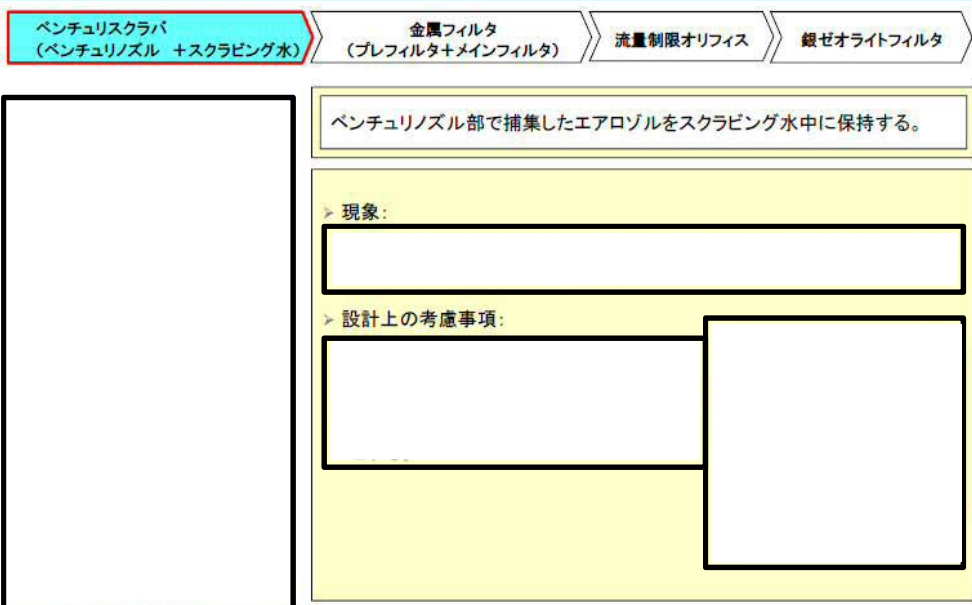 ベンチュリスクラバ
(ベンチュリノズル +スクラビング水)
金属フィルタ
(プレフィルタ+メインフィルタ)
流量制限オリフィス
銀ゼオライトフィルタ
ベンチュリノズル部で捕集したエアロゾルをスクラビング水中に保持する。
➢ 現象:
➢ 設計上の考慮事項: